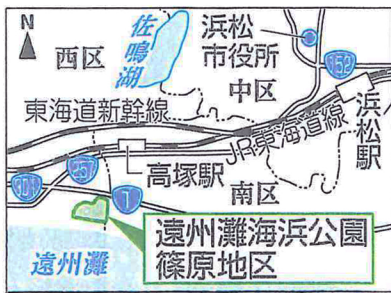 N
佐鳴湖
浜松
市役所
152
西区
中区
東海道新幹線
浜松駅
JR東海道線
257
高塚駅
301
1
南区
遠州灘海浜公園
篠原地区
遠州灘